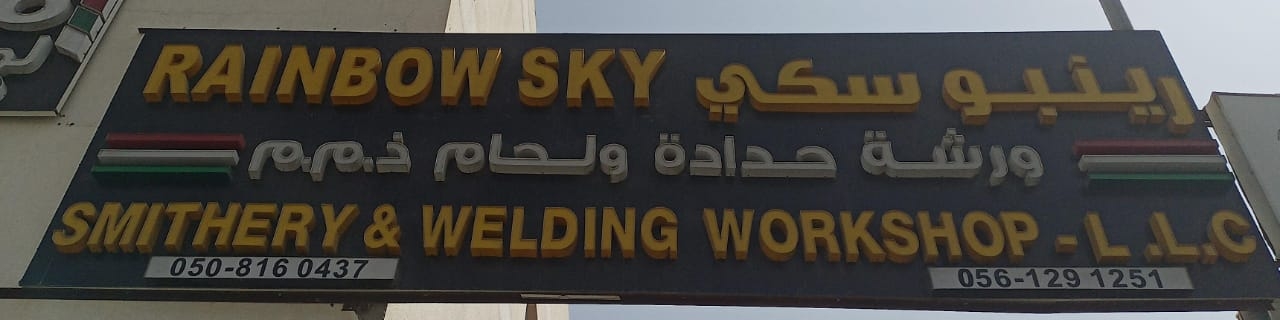 RAINBOW SKY رينبو سكي
ورشة حدادة ولحام ذ.م.م
SMITHERY & WELDING WORKSHOP - L.L.C
050-816 0437
056-129 1251